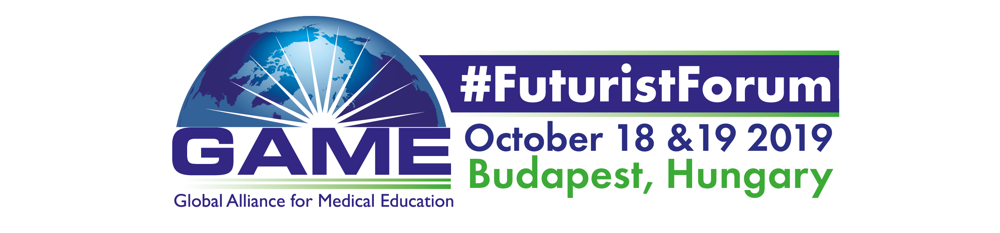 GAME
Global Alliance for Medical Education
#FuturistForum
October 18 & 19 2019
Budapest, Hungary